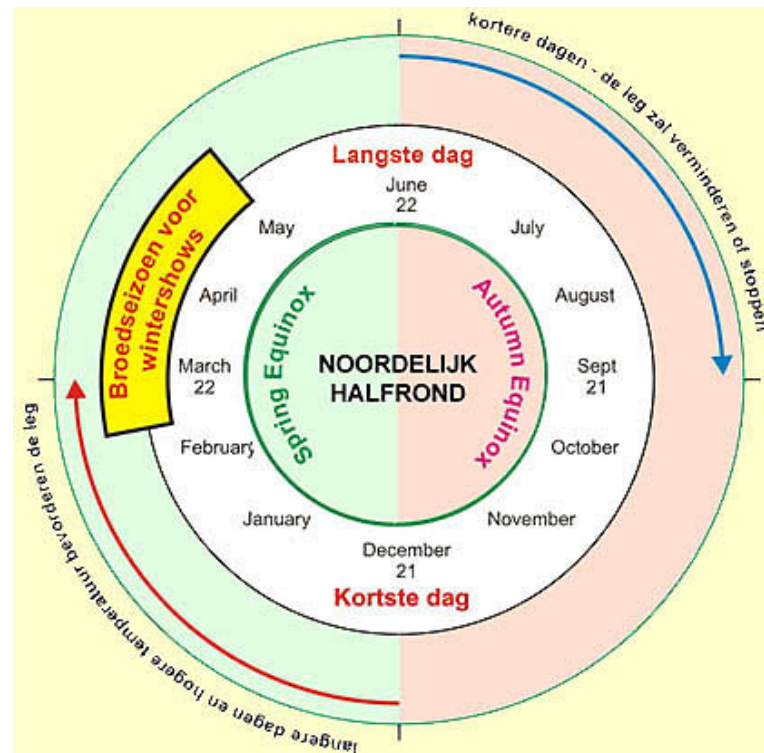 kortere dagen - de leg zal verminderen of stoppen
Langste dag
June
22
May
July
Broedseizoen voor
wintershows
April
August
March
22
Sept
21
Spring Equinox
NOORDELIJK
HALFROND
Autumn Equinox
February
October
January
November
December
21
Kortste dag
langere dagen en hogere temperatuur bevorderen de leg